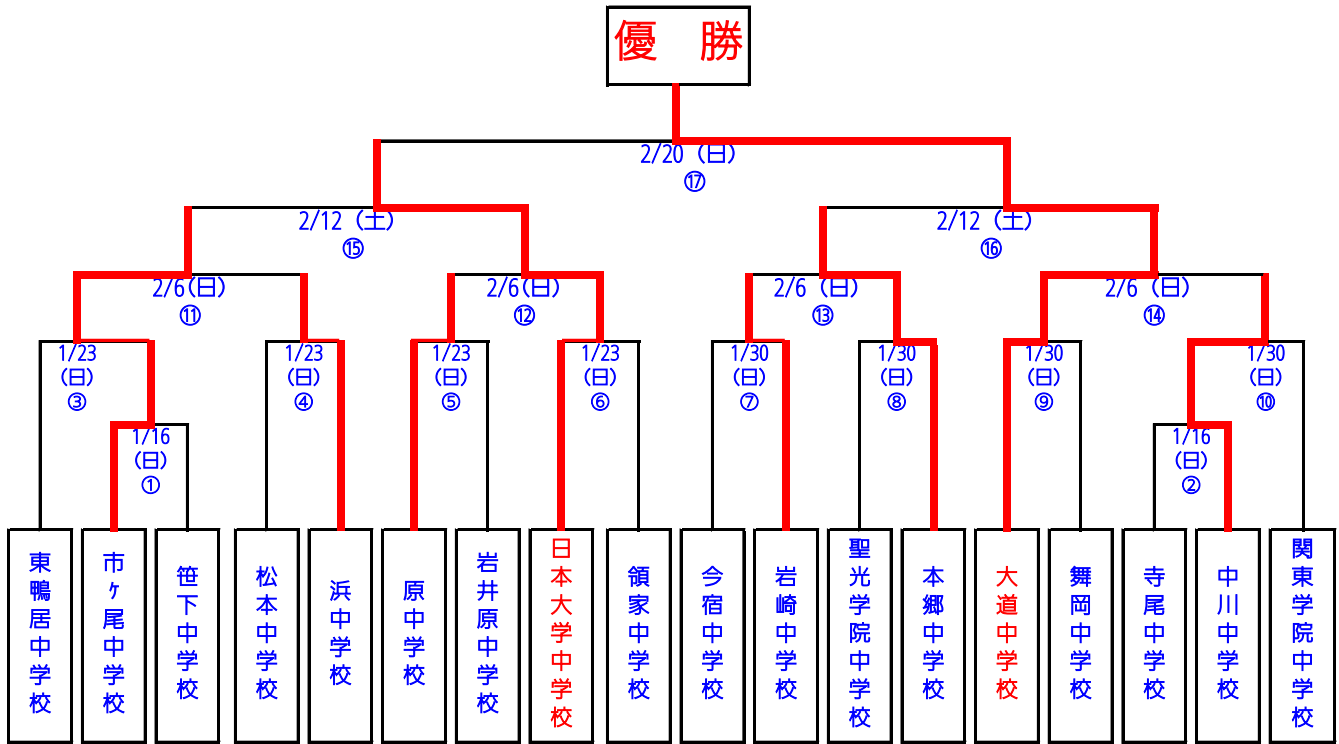 優　勝
2/20（日）
⑰
2/12（土）
⑮
2/12（土）
⑯
2/6(日)
⑪
2/6(日)
⑫
2/6（日)
⑬
2/6（日)
⑭
1/23
(日)
③
1/23
(日)
④
1/23
(日)
⑤
1/23
(日)
⑥
1/30
(日)
⑦
1/30
(日)
⑧
1/30
(日)
⑨
1/30
(日)
⑩
1/16
(日)
①
1/16
(日)
②
東鴨居中学校
市ヶ尾中学校
笹下中学校
松本中学校
浜中学校
原中学校
岩井原中学校
日本大学中学校
領家中学校
今宿中学校
岩崎中学校
聖光学院中学校
本郷中学校
大道中学校
舞岡中学校
寺尾中学校
中川中学校
関東学院中学校